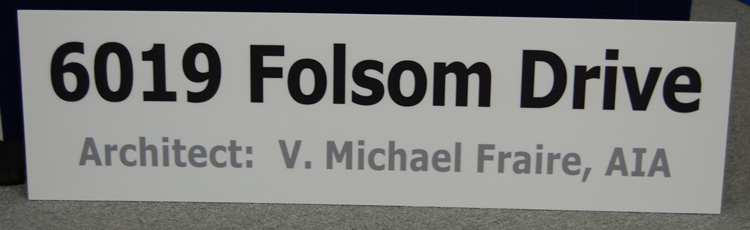 6019 Folsom Drive
Architect: V. Michael Fraire, AIA